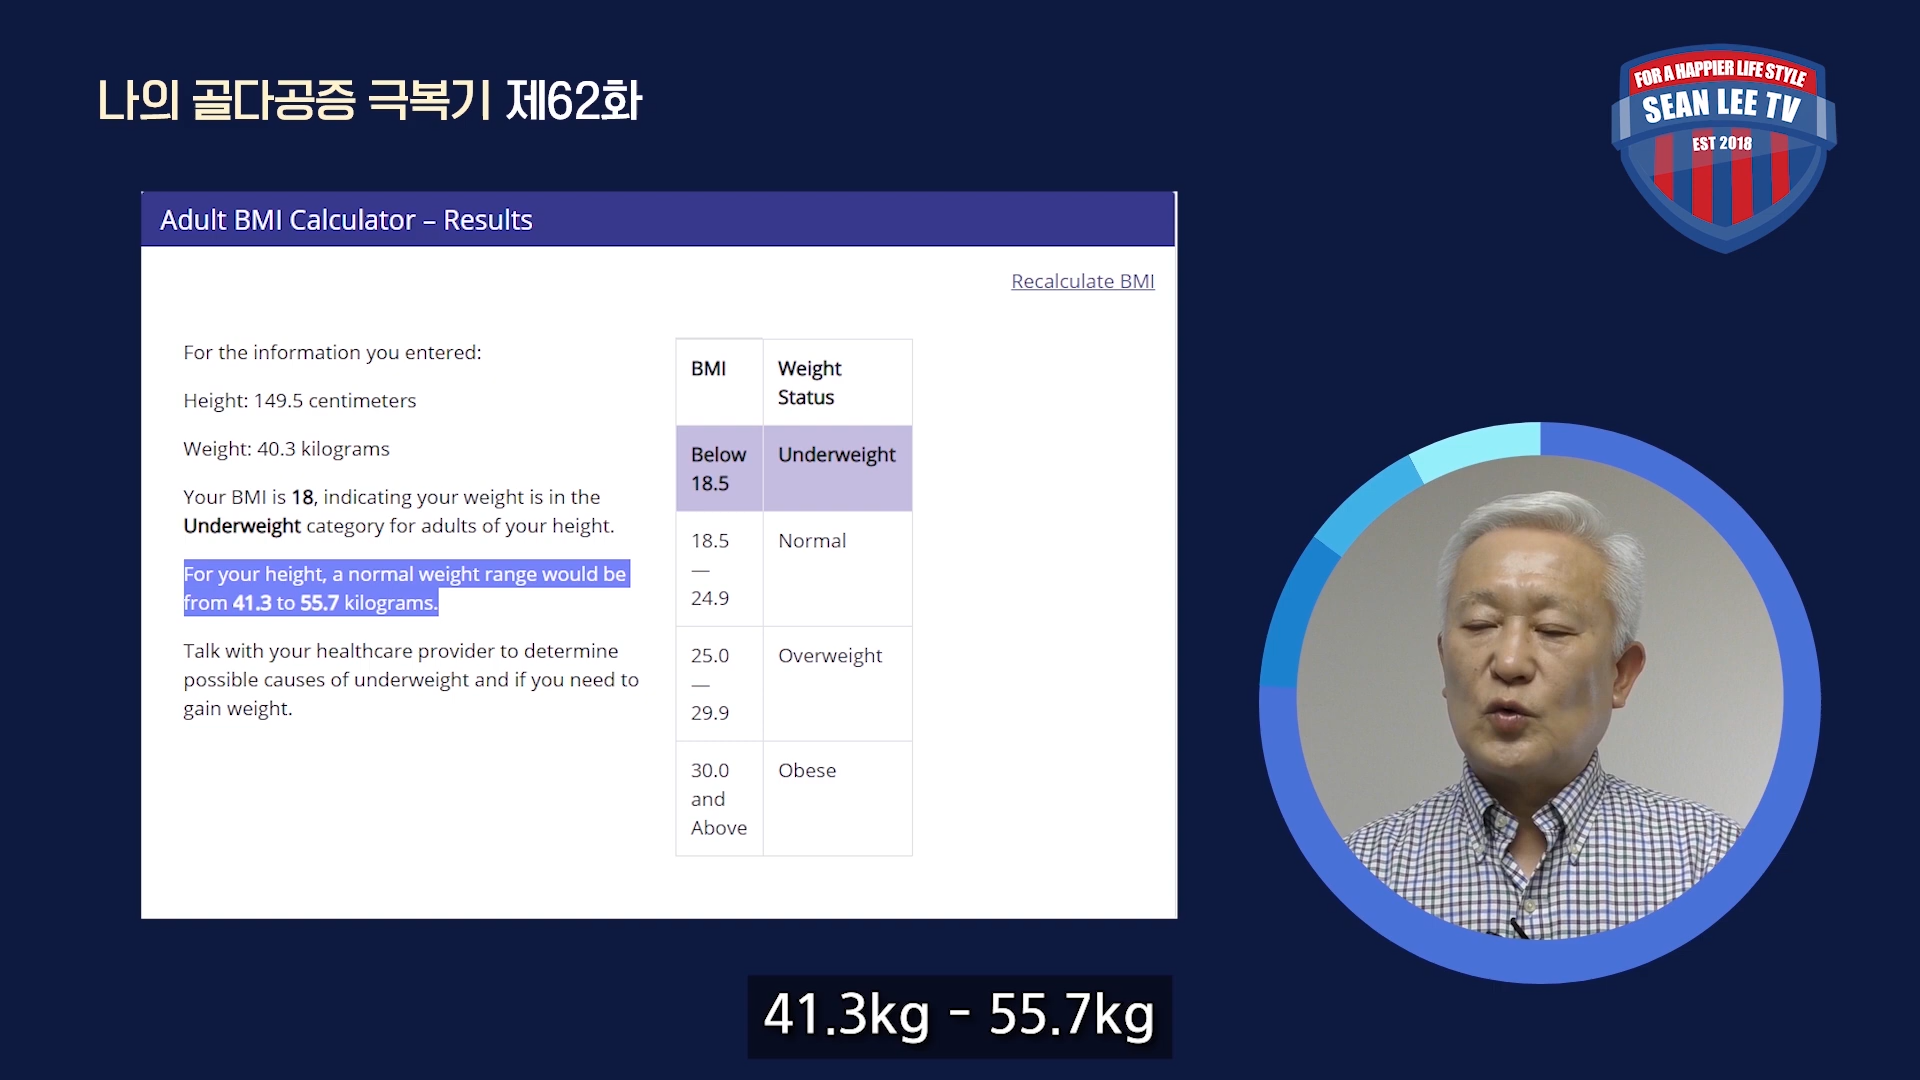 나의 골다공증 극복기 제62화
FOR A HAPPIER LIFE STYLE
SEAN LEE TV
EST 2018
Adult BMI Calculator – Results
Recalculate BMI
For the information you entered:
Height: 149.5 centimeters
Weight: 40.3 kilograms
Your BMI is 18, indicating your weight is in the
Underweight category for adults of your height.
For your height, a normal weight range would be
from 41.3 to 55.7 kilograms.
Talk with your healthcare provider to determine
possible causes of underweight and if you need to
gain weight.
BMI
Weight
Status
Below
18.5
Underweight
18.5
—
24.9
Normal
25.0
—
29.9
Overweight
30.0
and
Above
Obese
41.3kg - 55.7kg